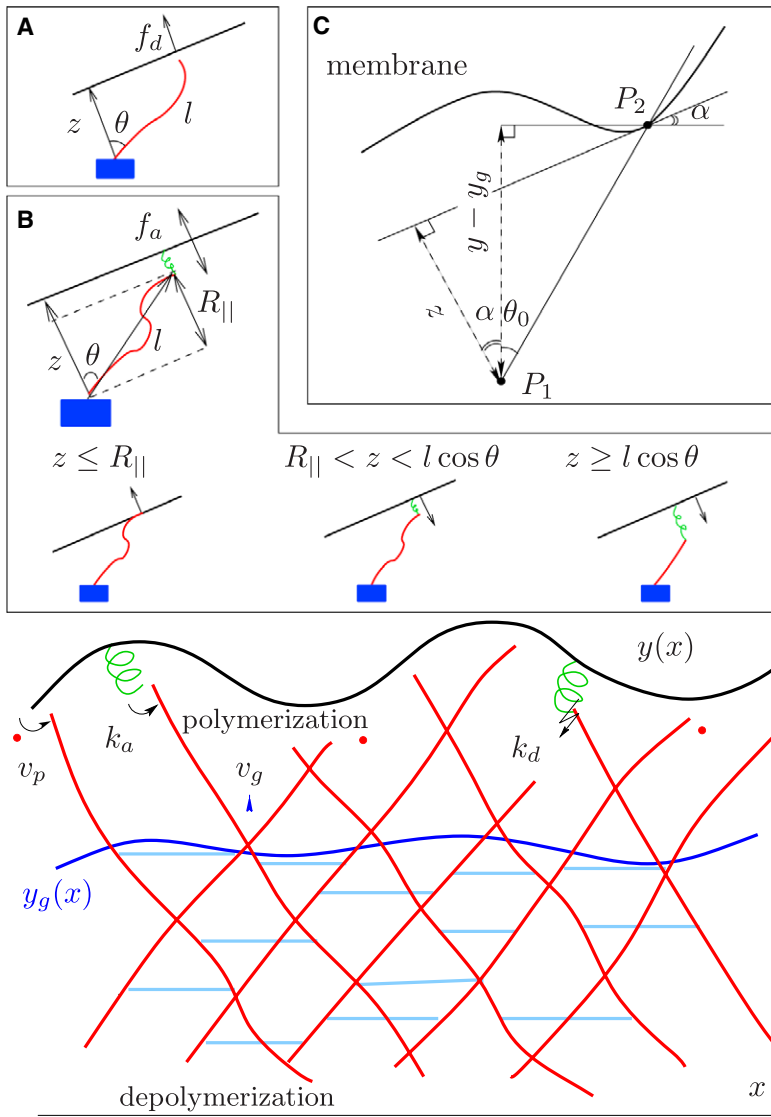 A
f_d
z
θ
l
B
f_a
R_{||}
z
θ
l
C
membrane
P_2
α
y − y_g
z
α θ_0
P_1
z ≤ R_{||}
R_{||} < z < l cos θ
z ≥ l cos θ
y(x)
polymerization
k_a
v_p
v_g
k_d
y_g(x)
x
depolymerization